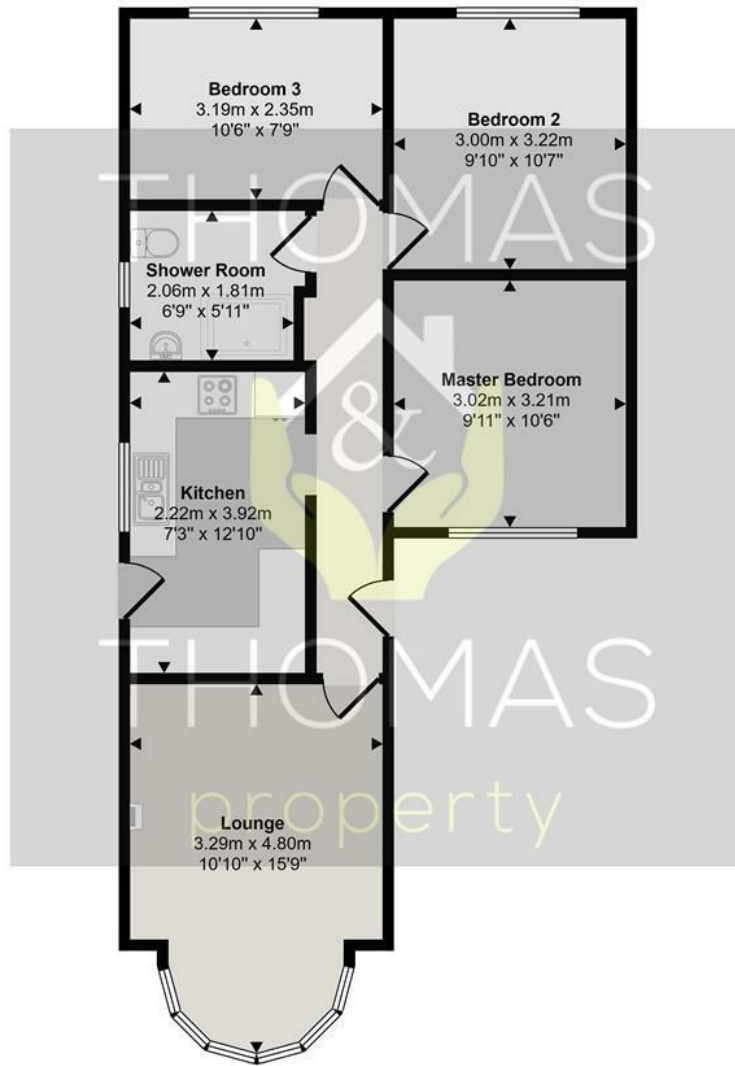 Bedroom 3
3.19m x 2.35m
10'6" x 7'9"
Bedroom 2
3.00m x 3.22m
9'10" x 10'7"
THOMAS
Shower Room
2.06m x 1.81m
6'9" x 5'11"
Master Bedroom
3.02m x 3.21m
9'11" x 10'6"
&
Kitchen
2.22m x 3.92m
7'3" x 12'10"
THOMAS
property
Lounge
3.29m x 4.80m
10'10" x 15'9"